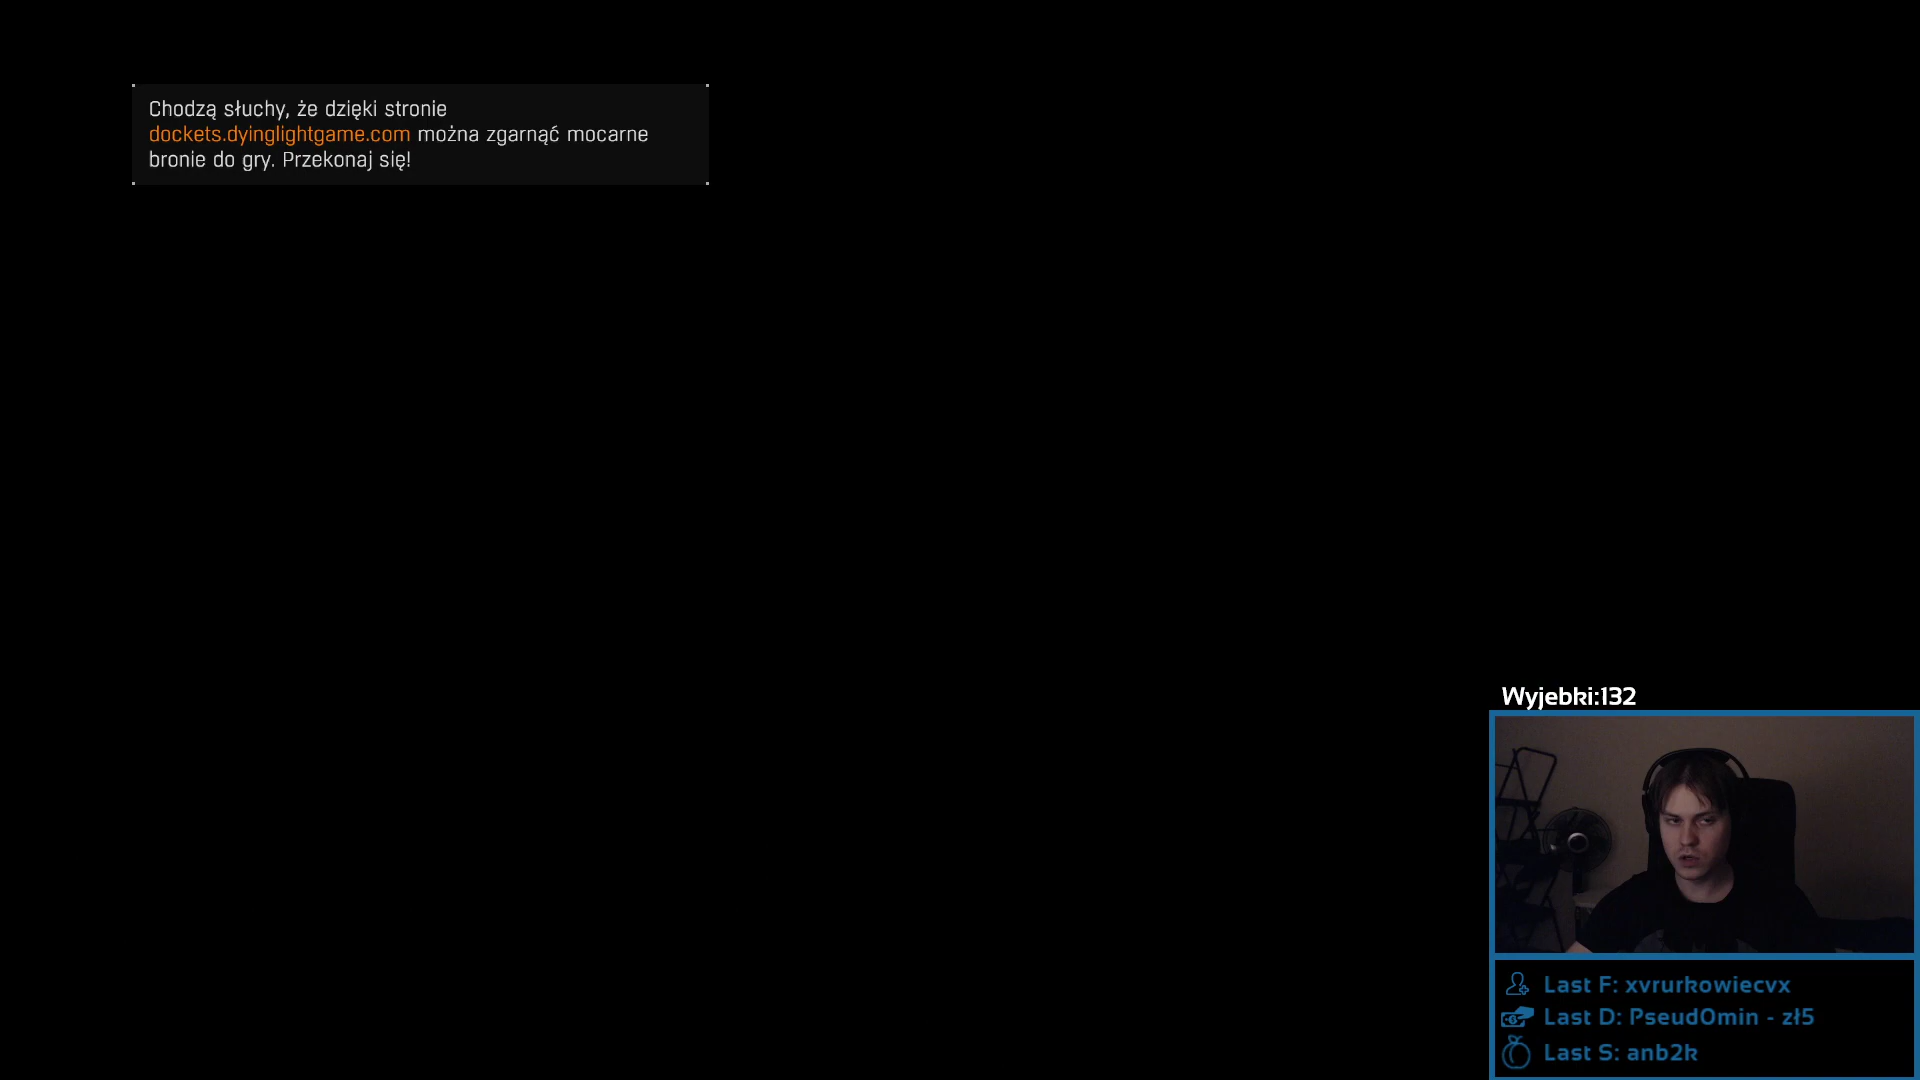 Chodzą słuchy, że dzięki stronie
dockets.dyinglightgame.com można zgarnąć mocarne
bronie do gry. Przekonaj się!
Wyjebki:132
Last F: xvrurkowiecvx
Last D: PseudOmin - zł5
Last S: anb2k